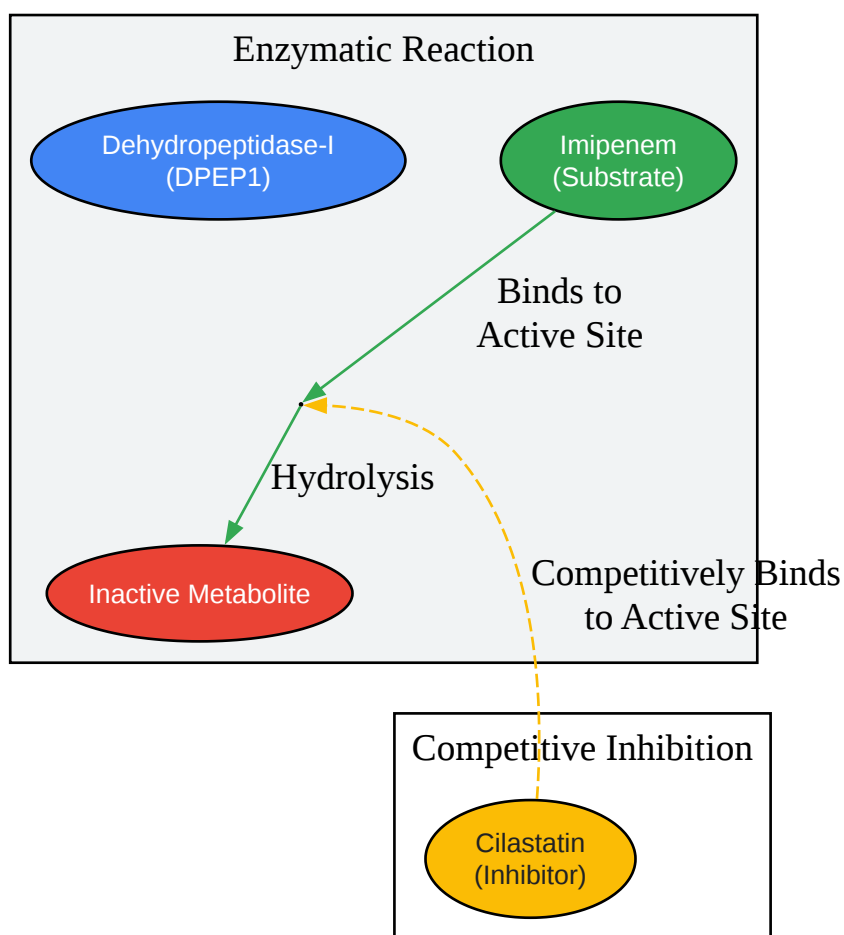 Enzymatic Reaction
Dehydropeptidase-I
(DPEP1)
Imipenem
(Substrate)
Binds to
Active Site
Hydrolysis
Inactive Metabolite
Competitively Binds
to Active Site
Competitive Inhibition
Cilastatin
(Inhibitor)